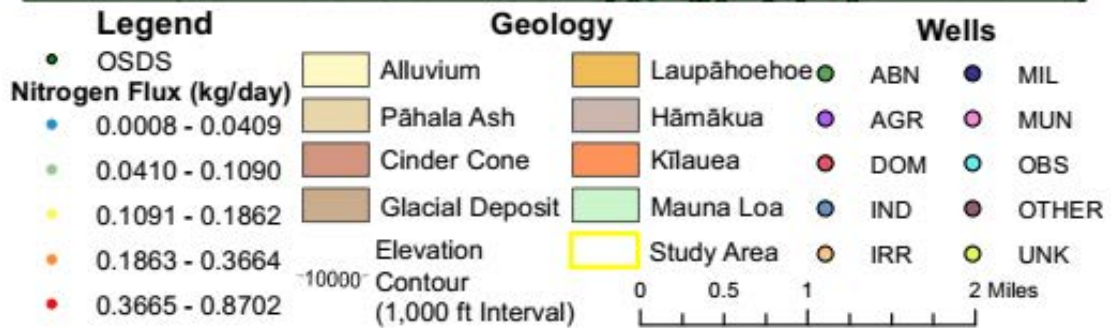 Legend
OSDS
Nitrogen Flux (kg/day)
0.0008 - 0.0409
0.0410 - 0.1090
0.1091 - 0.1862
0.1863 - 0.3664
0.3665 - 0.8702
Geology
Alluvium
Pāhala Ash
Cinder Cone
Glacial Deposit
Elevation
10000 Contour
(1,000 ft Interval)
Laupāhoehoe
Hāmākua
Kīlauea
Mauna Loa
Study Area
Wells
ABN
AGR
DOM
IND
IRR
MIL
MUN
OBS
OTHER
UNK
0 0.5 1 2 Miles